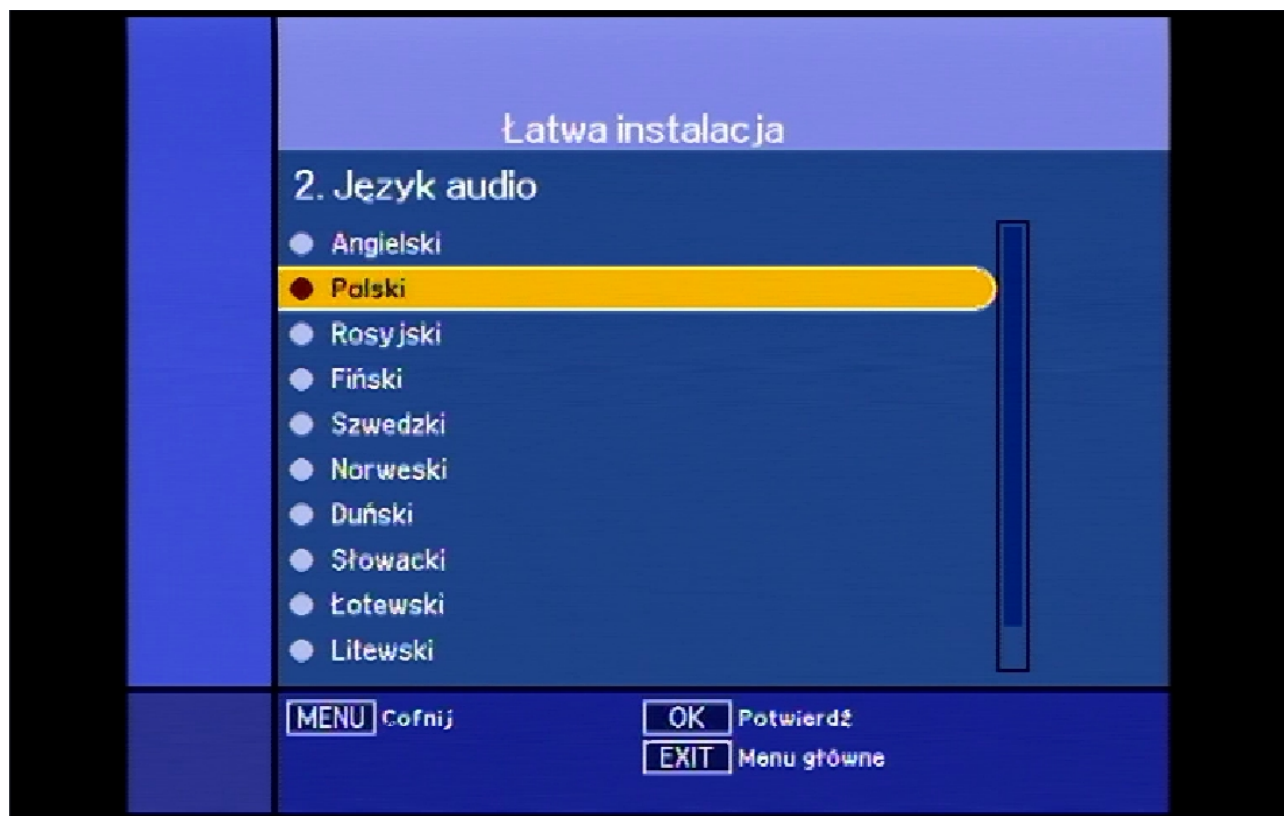 Łatwa instalacja
2. Język audio
Angielski
Polski
Rosyjski
Fiński
Szwedzki
Norweski
Duński
Słowacki
Łotewski
Litewski
MENU Cofnij OK Potwierdź
EXIT Menu główne